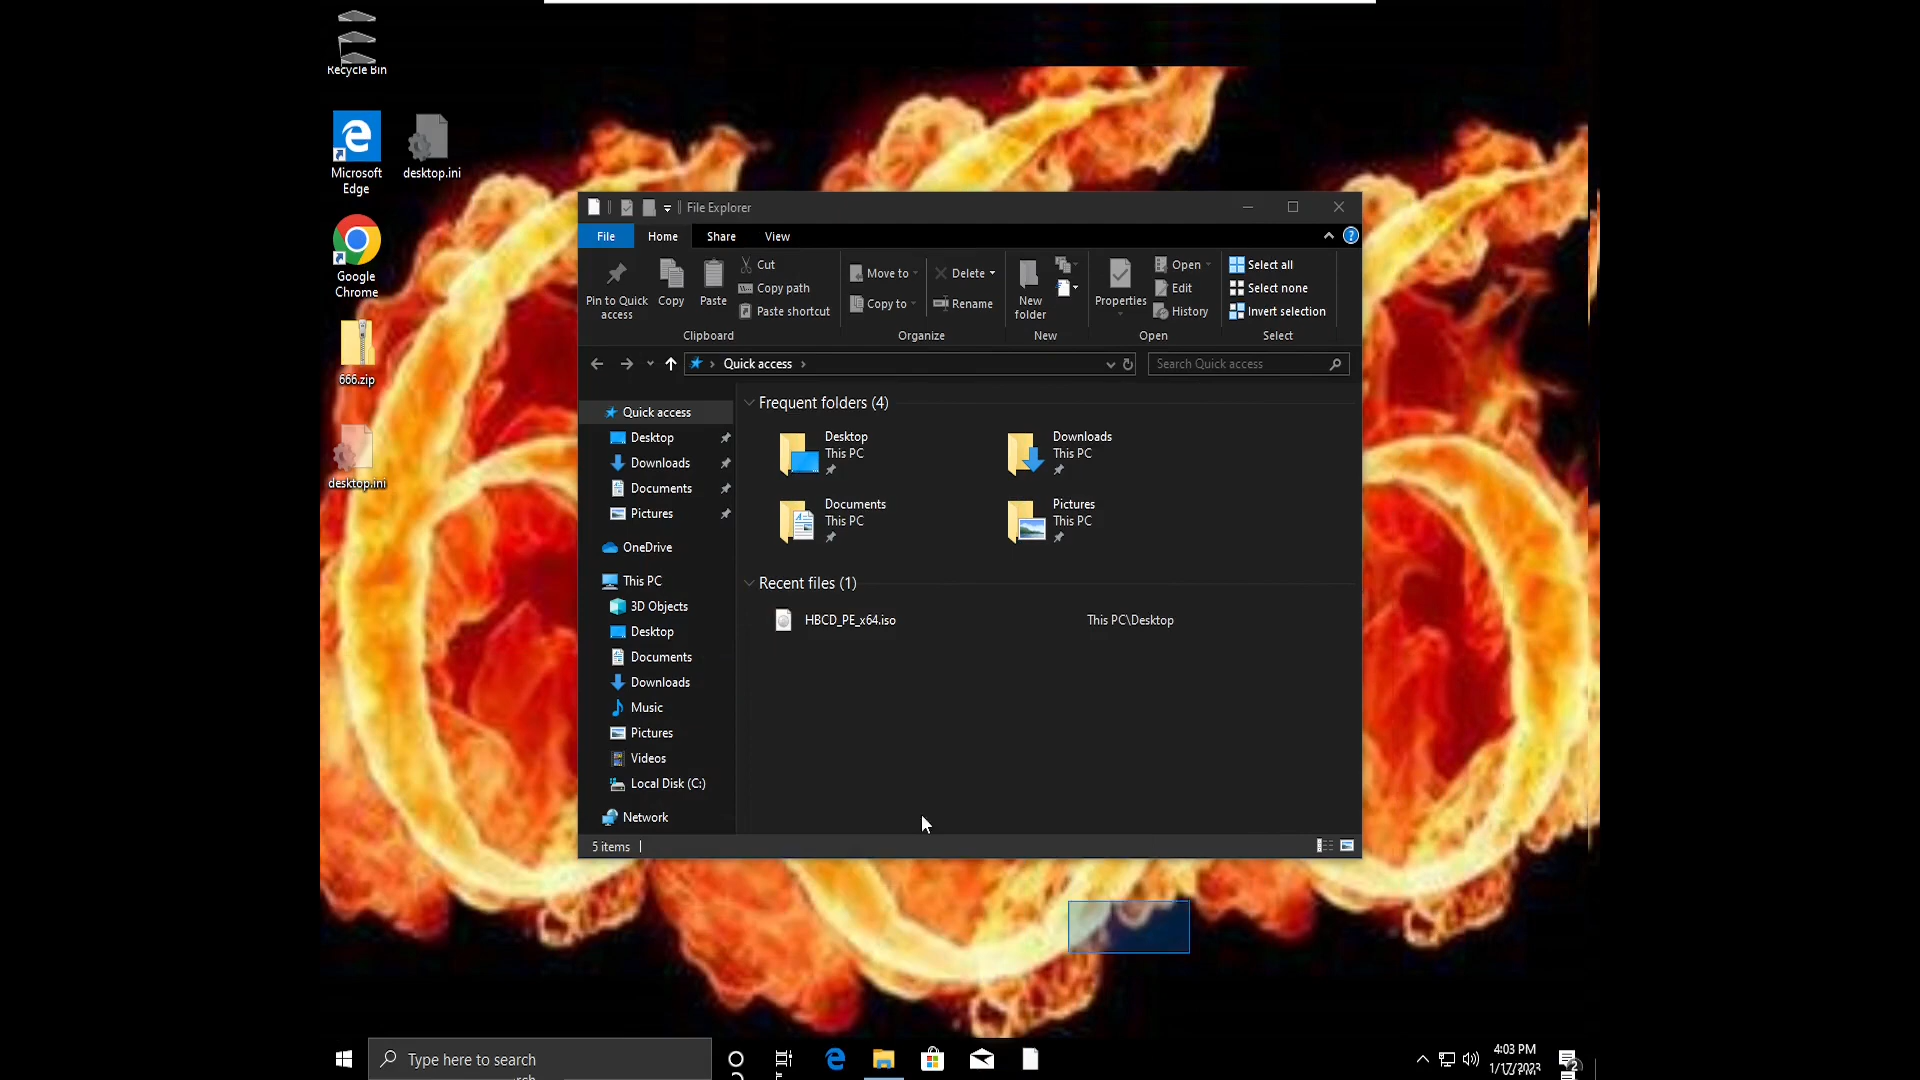 Recycle Bin
Microsoft
Edge
desktop.ini
Google
Chrome
666.zip
desktop.ini
File Explorer
File
Home
Share
View
Pin to Quick
access
Copy
Paste
Cut
Copy path
Paste shortcut
Clipboard
Move to
Copy to
Delete
Rename
Organize
New
folder
New
Properties
Open
Edit
History
Open
Select all
Select none
Invert selection
Select
Quick access
Search Quick access
Quick access
Desktop
Downloads
Documents
Pictures
OneDrive
This PC
3D Objects
Desktop
Documents
Downloads
Music
Pictures
Videos
Local Disk (C:)
Network
Frequent folders (4)
Desktop
This PC
Downloads
This PC
Documents
This PC
Pictures
This PC
Recent files (1)
HBCD_PE_x64.iso
This PC\Desktop
5 items
Type here to search
4:03 PM
1/17/2023
2